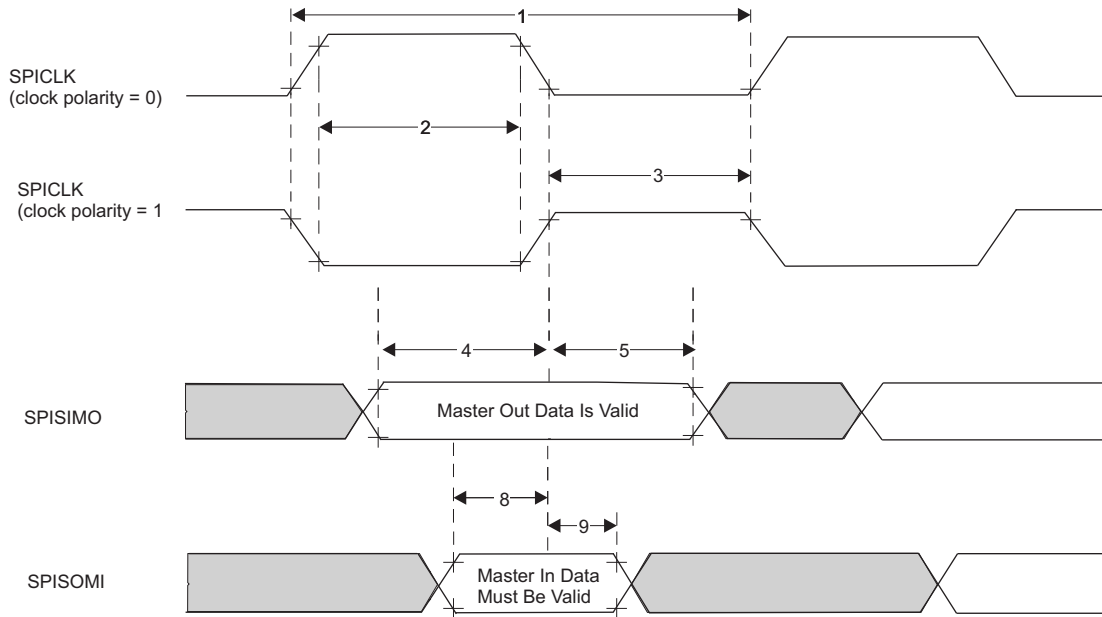 1
SPICLK
(clock polarity = 0)
2
3
SPICLK
(clock polarity = 1
4
5
SPISIMO
Master Out Data Is Valid
8
9
SPISOMI
Master In Data
Must Be Valid